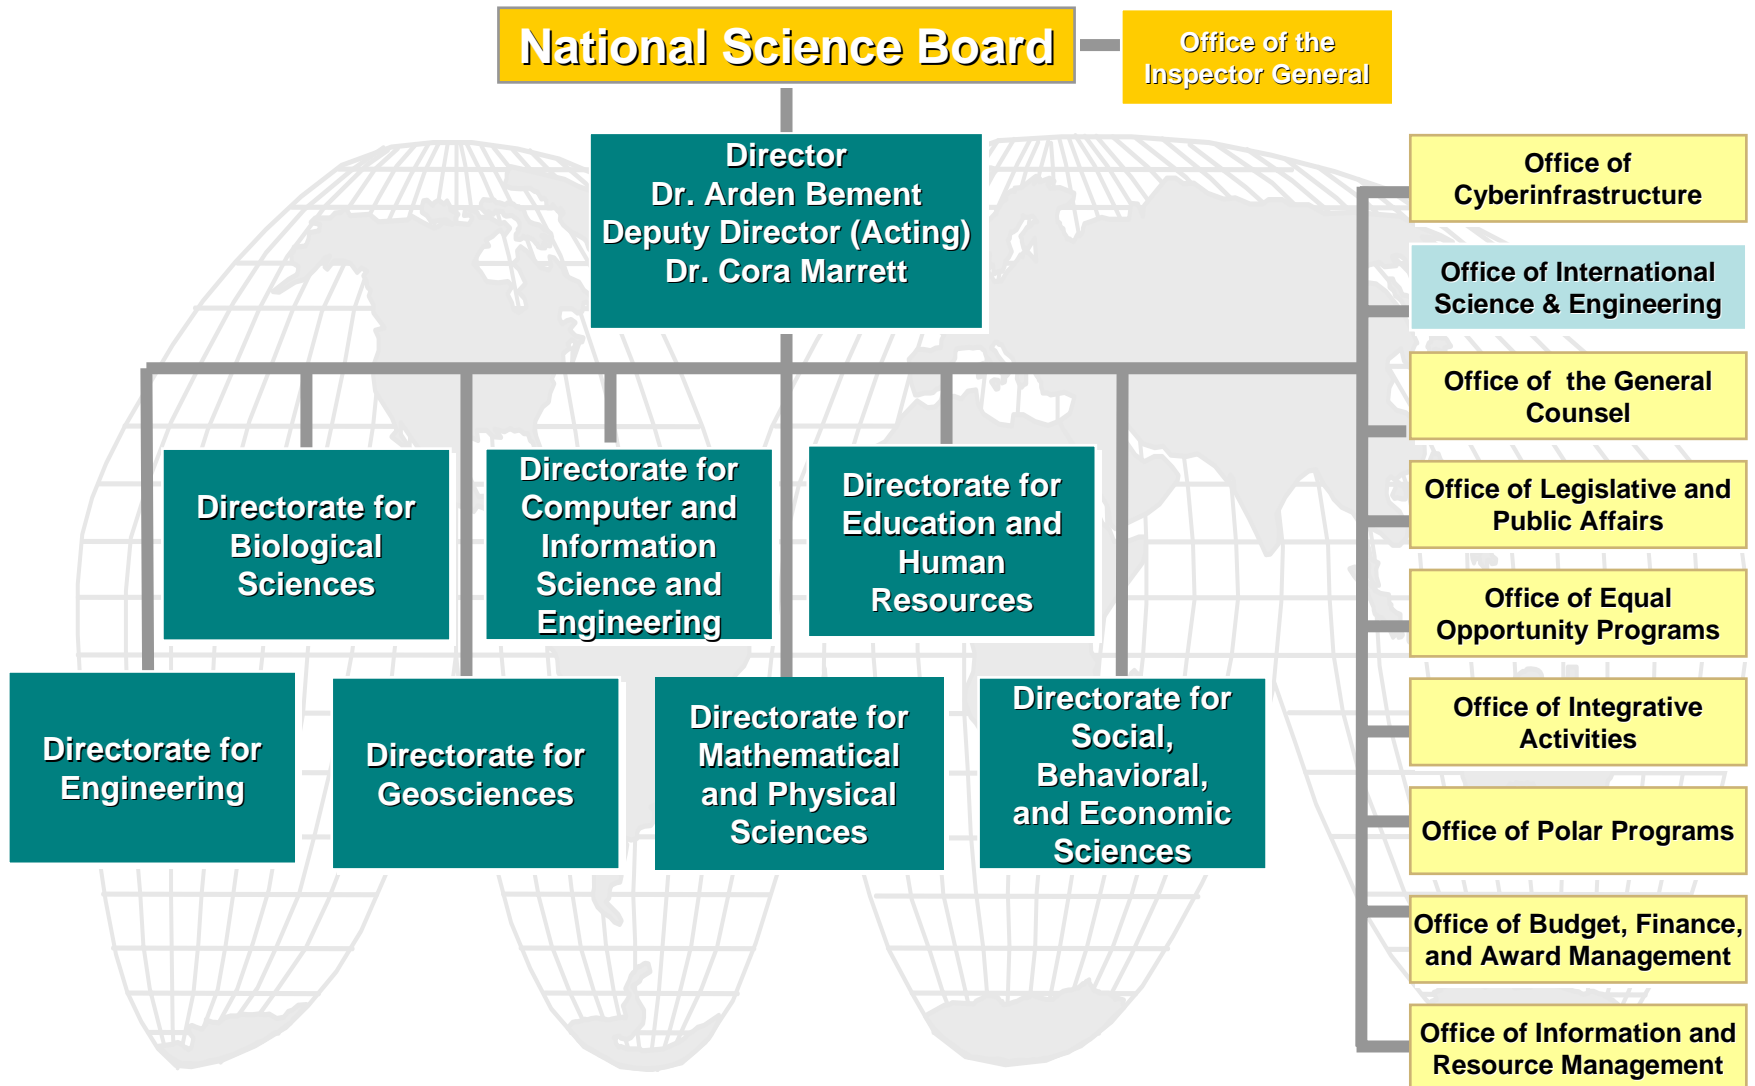 National Science Board
Office of the
Inspector General
Director
Dr. Arden Bement
Deputy Director (Acting)
Dr. Cora Marrett
Directorate for
Biological
Sciences
Directorate for
Computer and
Information
Science and
Engineering
Directorate for
Education and
Human
Resources
Directorate for
Engineering
Directorate for
Geosciences
Directorate for
Mathematical
and Physical
Sciences
Directorate for
Social,
Behavioral,
and Economic
Sciences
Office of
Cyberinfrastructure
Office of International
Science & Engineering
Office of the General
Counsel
Office of Legislative and
Public Affairs
Office of Equal
Opportunity Programs
Office of Integrative
Activities
Office of Polar Programs
Office of Budget, Finance,
and Award Management
Office of Information and
Resource Management